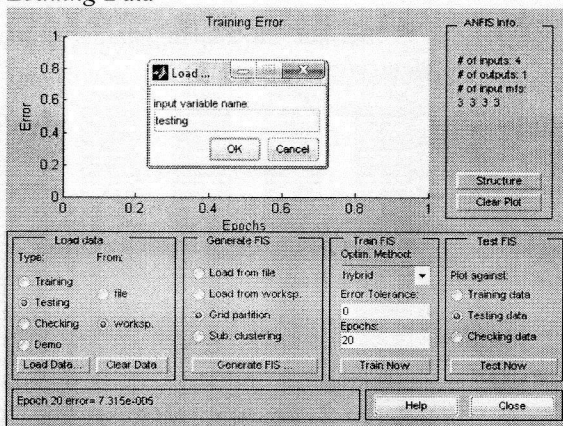 Training Data
Training Error
ANFIS Info.
1
0.8
0.6
0.4
0.2
0
Error
0 0.2 0.4 0.6 0.8 1
Epochs
# of inputs: 4
# of outputs: 1
# of input mfs:
3 3 3 3
Structure
Clear Plot
Load ...
input variable name:
testing
OK Cancel
Load data
Type: From:
Training
Testing
Checking
Demo
file
worksp.
Load Data... Clear Data
Generate FIS
Load from file
Load from worksp.
Grid partition
Sub. clustering
Generate FIS ...
Train FIS
Optim. Method:
hybrid
Error Tolerance:
0
Epochs:
20
Train Now
Test FIS
Plot against:
Training data
Testing data
Checking data
Test Now
Epoch 20 error= 7.315e-005
Help Close